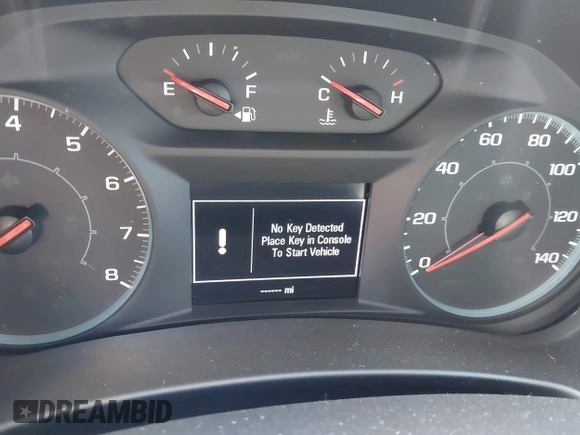 E F
C H
4 5 6 7 8
0 20 40 60 80 100 120 140
No Key Detected
Place Key in Console
To Start Vehicle
------ mi
DREAMBID